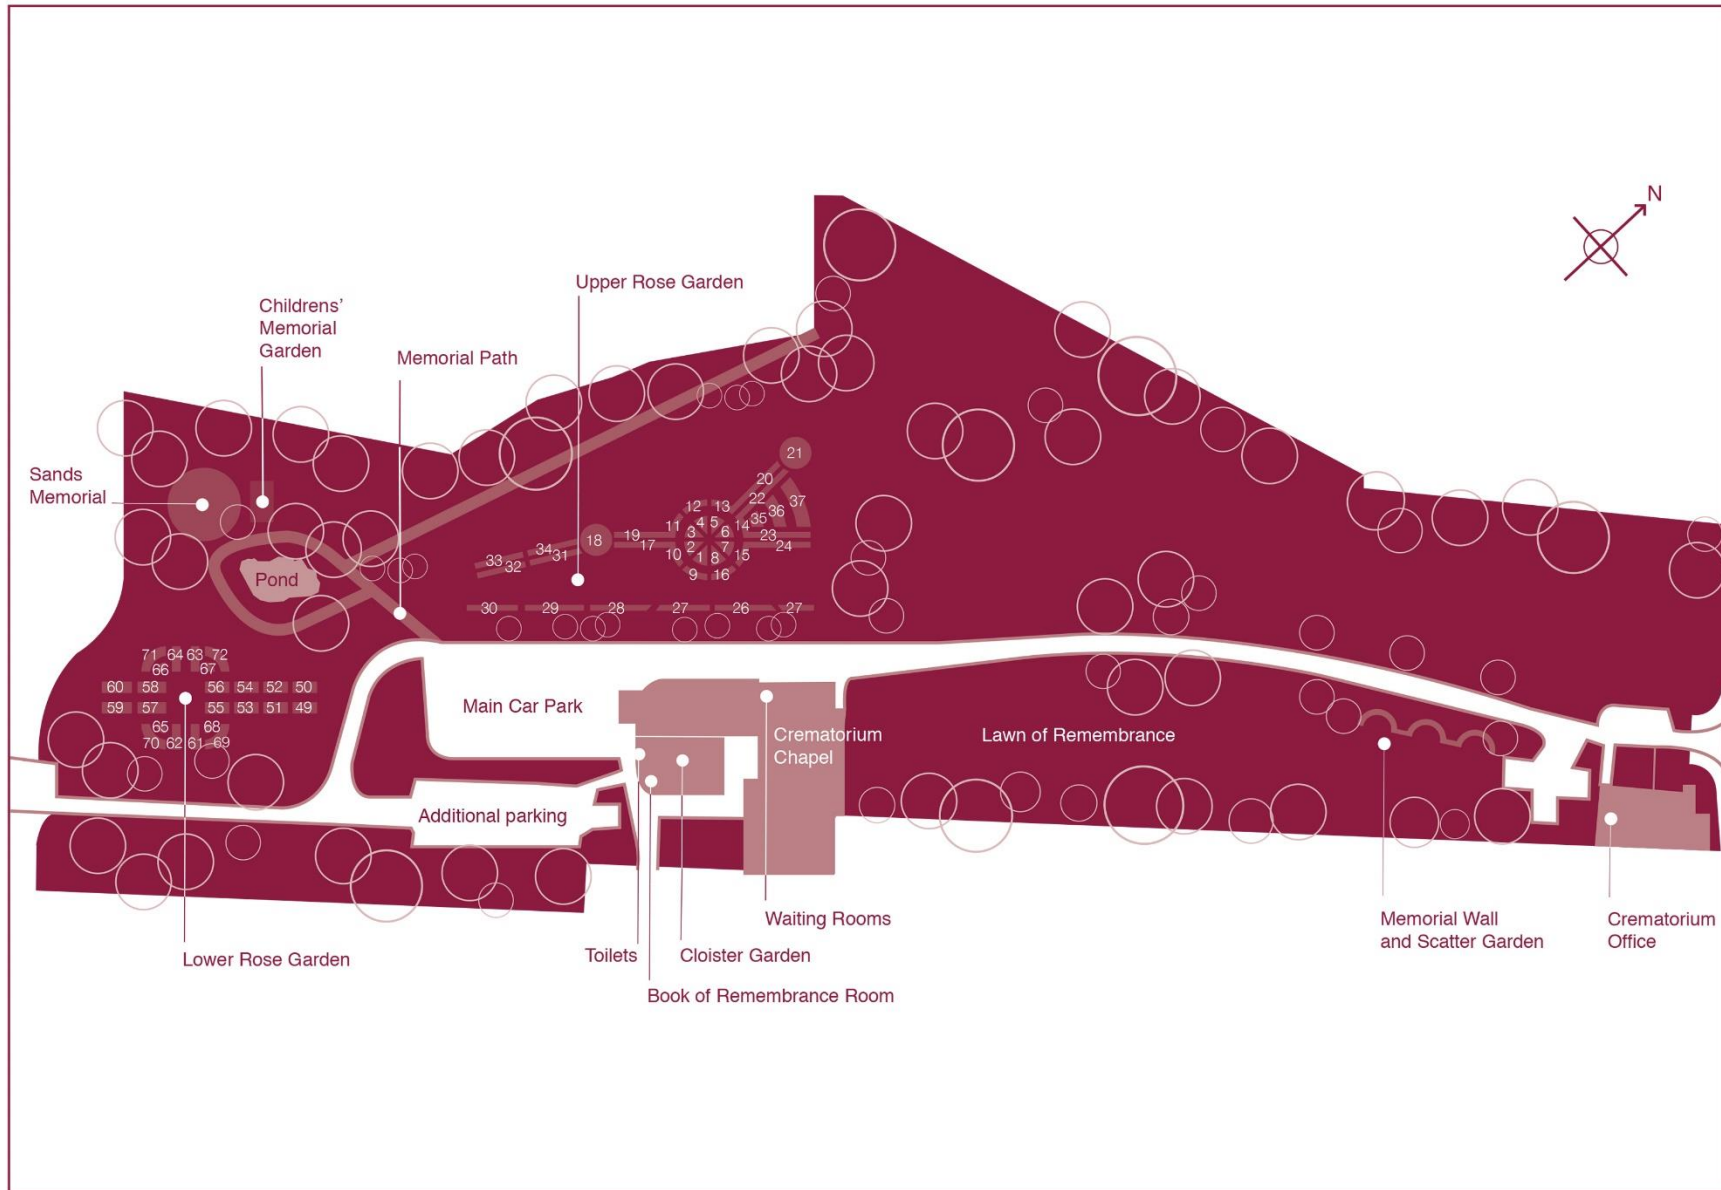 N
Upper Rose Garden
Childrens'
Memorial
Garden
Memorial Path
Sands
Memorial
21
20
22
37
36
35
12
13
11
4
5
14
3
6
19
18
17
2
7
23
24
10
1
8
15
9
16
34
31
33
32
Pond
30
29
28
27
26
27
71
64
63
72
66
67
60
58
56
54
52
50
59
57
55
53
51
49
65
68
70
62
61
69
Main Car Park
Crematorium
Chapel
Lawn of Remembrance
Additional parking
Waiting Rooms
Memorial Wall
and Scatter Garden
Crematorium
Office
Lower Rose Garden
Toilets
Cloister Garden
Book of Remembrance Room